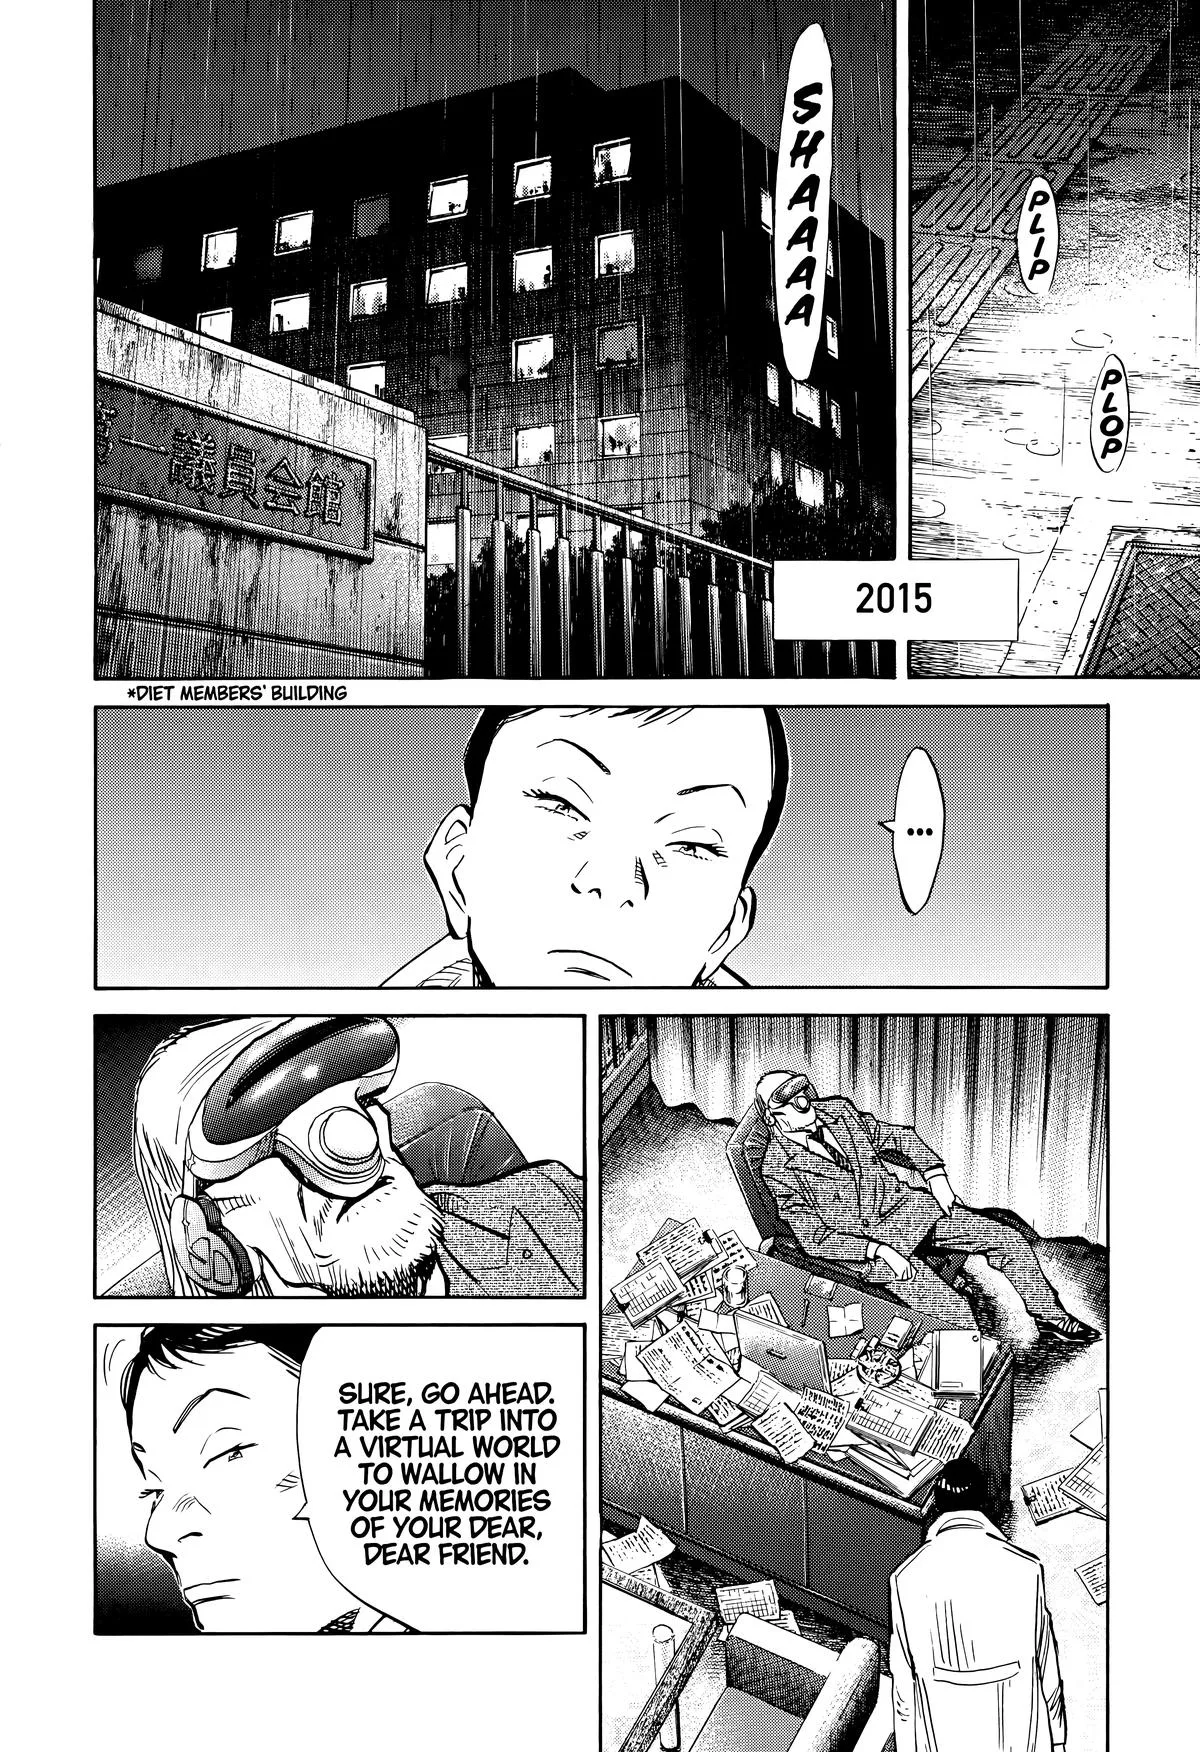 PLIP
PLOP
SHAAAA
第一議員会館
2015
*DIET MEMBERS' BUILDING
...
SURE, GO AHEAD.
TAKE A TRIP INTO
A VIRTUAL WORLD
TO WALLOW IN
YOUR MEMORIES
OF YOUR DEAR,
DEAR FRIEND.